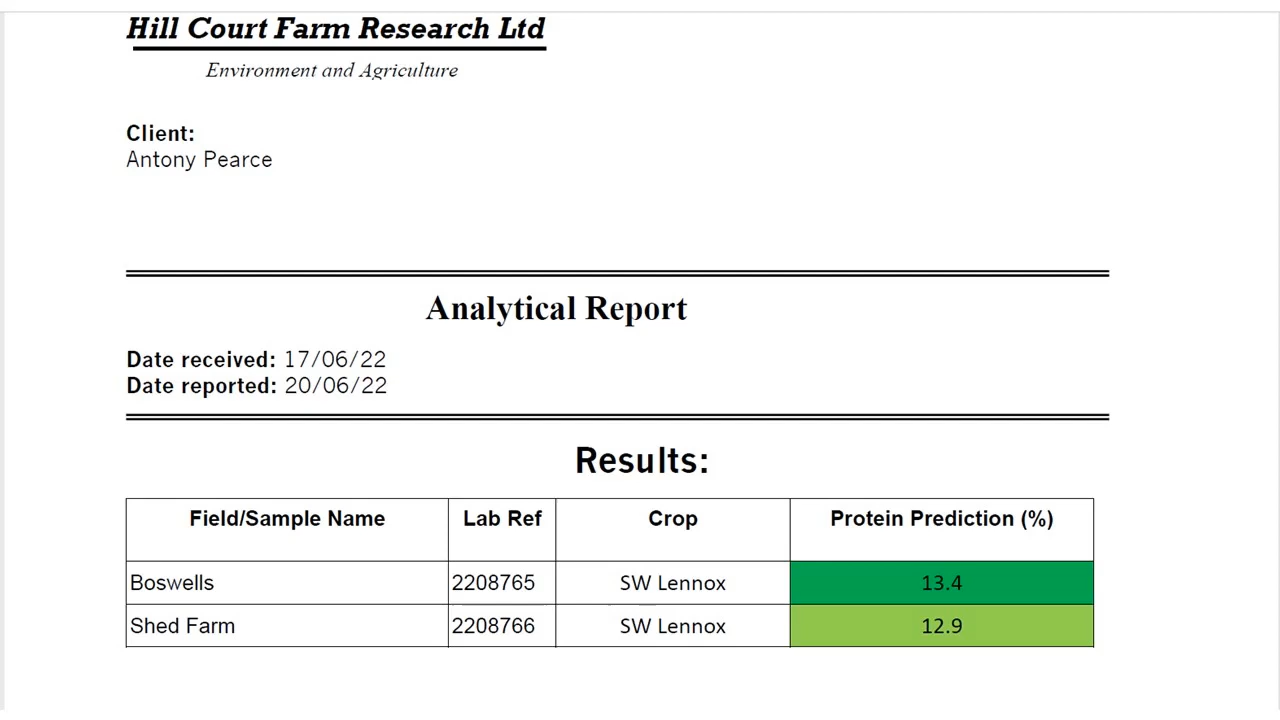 Hill Court Farm Research Ltd
Environment and Agriculture
Client:
Antony Pearce
Analytical Report
Date received: 17/06/22
Date reported: 20/06/22
Results:
Field/Sample Name Lab Ref Crop Protein Prediction (%)
Boswells 2208765 SW Lennox 13.4
Shed Farm 2208766 SW Lennox 12.9